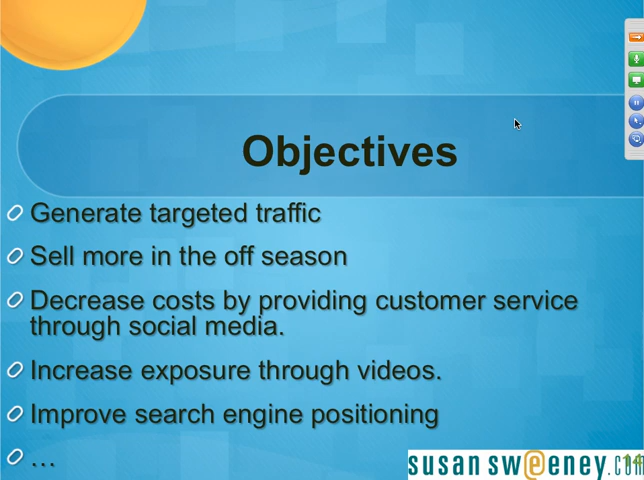 Objectives
Generate targeted traffic
Sell more in the off season
Decrease costs by providing customer service
through social media.
Increase exposure through videos.
Improve search engine positioning
...
susan sw@eney.com